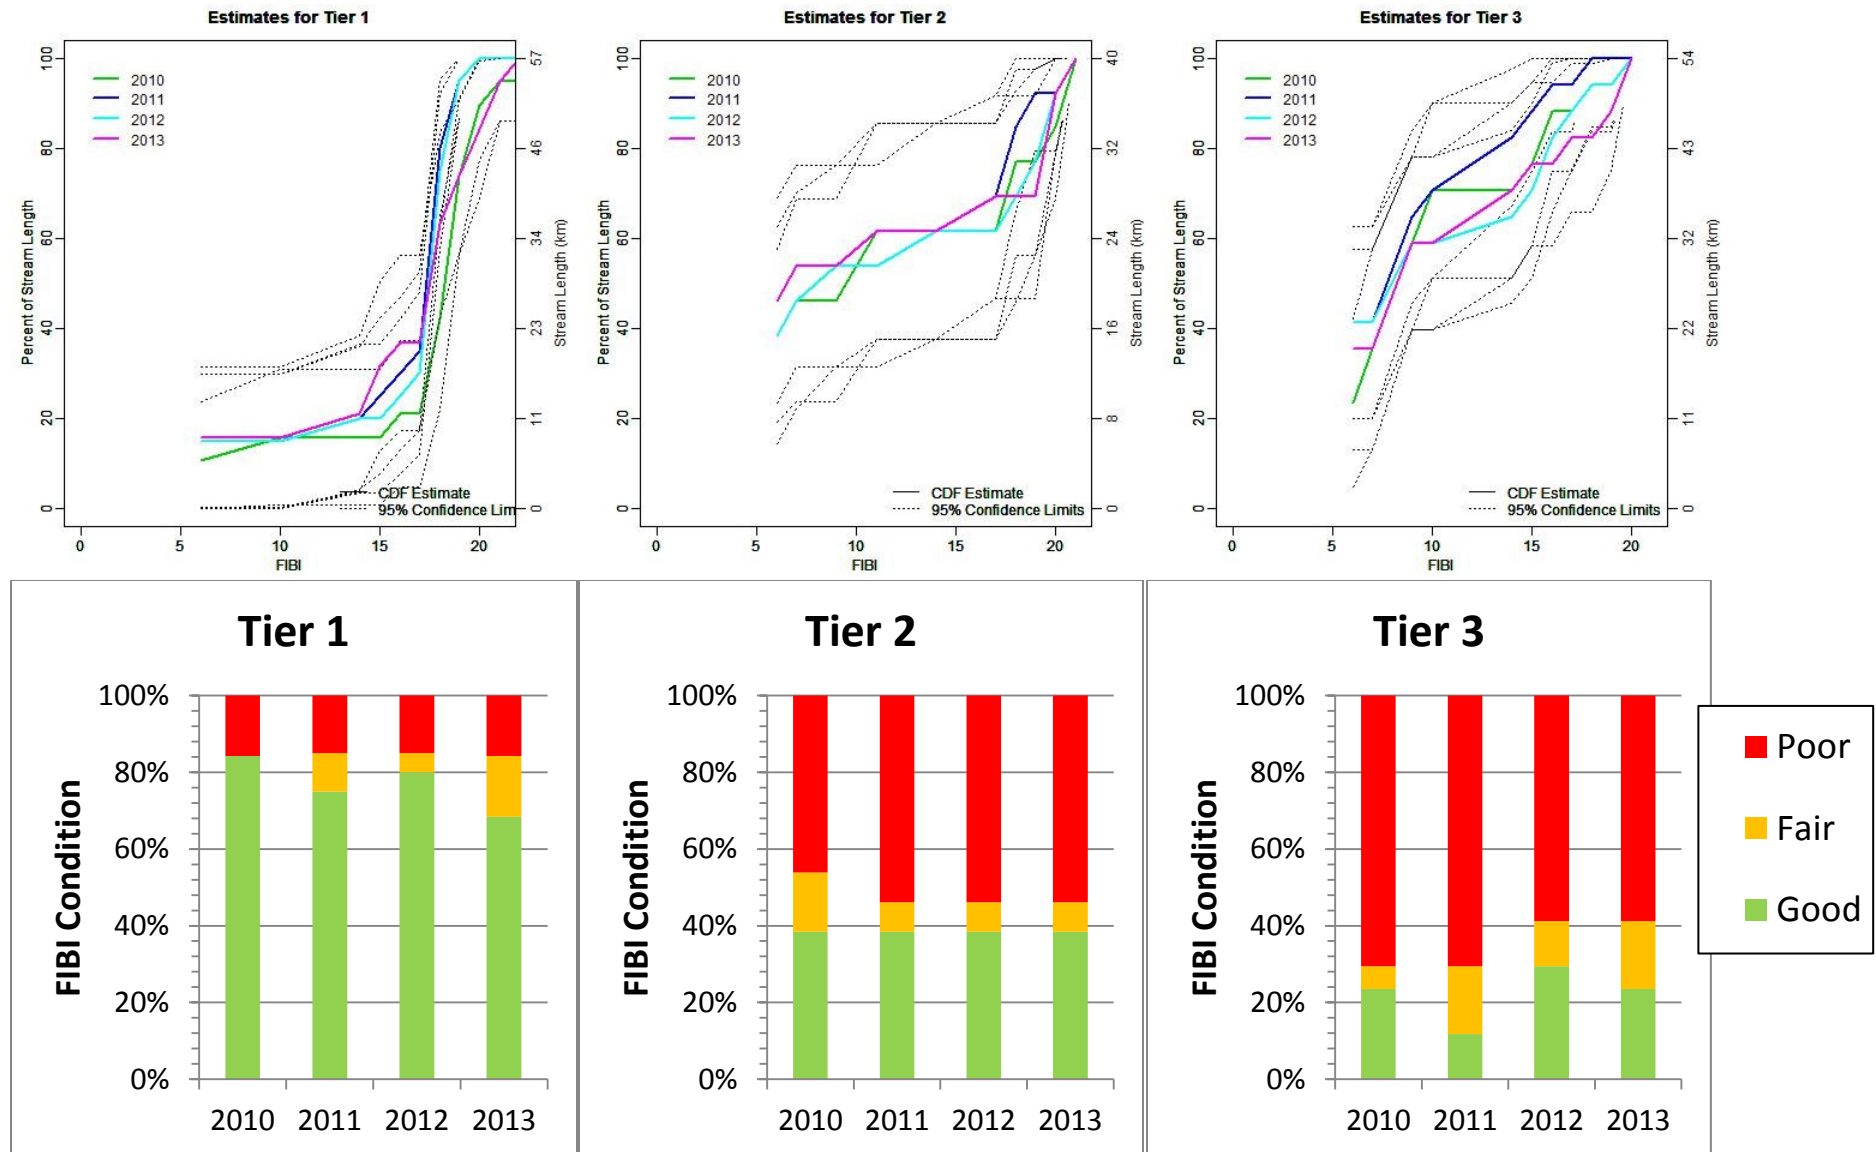 Estimates for Tier 1
Percent of Stream Length
0 20 40 60 80 100
2010
2011
2012
2013
CDF Estimate
95% Confidence Lim
0 11 23 34 46 57
Stream Length (km)
0 5 10 15 20
FIBI
Estimates for Tier 2
Percent of Stream Length
0 20 40 60 80 100
2010
2011
2012
2013
CDF Estimate
95% Confidence Limits
0 8 16 24 32 40
Stream Length (km)
0 5 10 15 20
FIBI
Estimates for Tier 3
Percent of Stream Length
0 20 40 60 80 100
2010
2011
2012
2013
CDF Estimate
95% Confidence Limits
0 11 22 32 43 54
Stream Length (km)
0 5 10 15 20
FIBI
Tier 1
FIBI Condition
100%
80%
60%
40%
20%
0%
2010 2011 2012 2013
Tier 2
FIBI Condition
100%
80%
60%
40%
20%
0%
2010 2011 2012 2013
Tier 3
FIBI Condition
100%
80%
60%
40%
20%
0%
2010 2011 2012 2013
Poor
Fair
Good